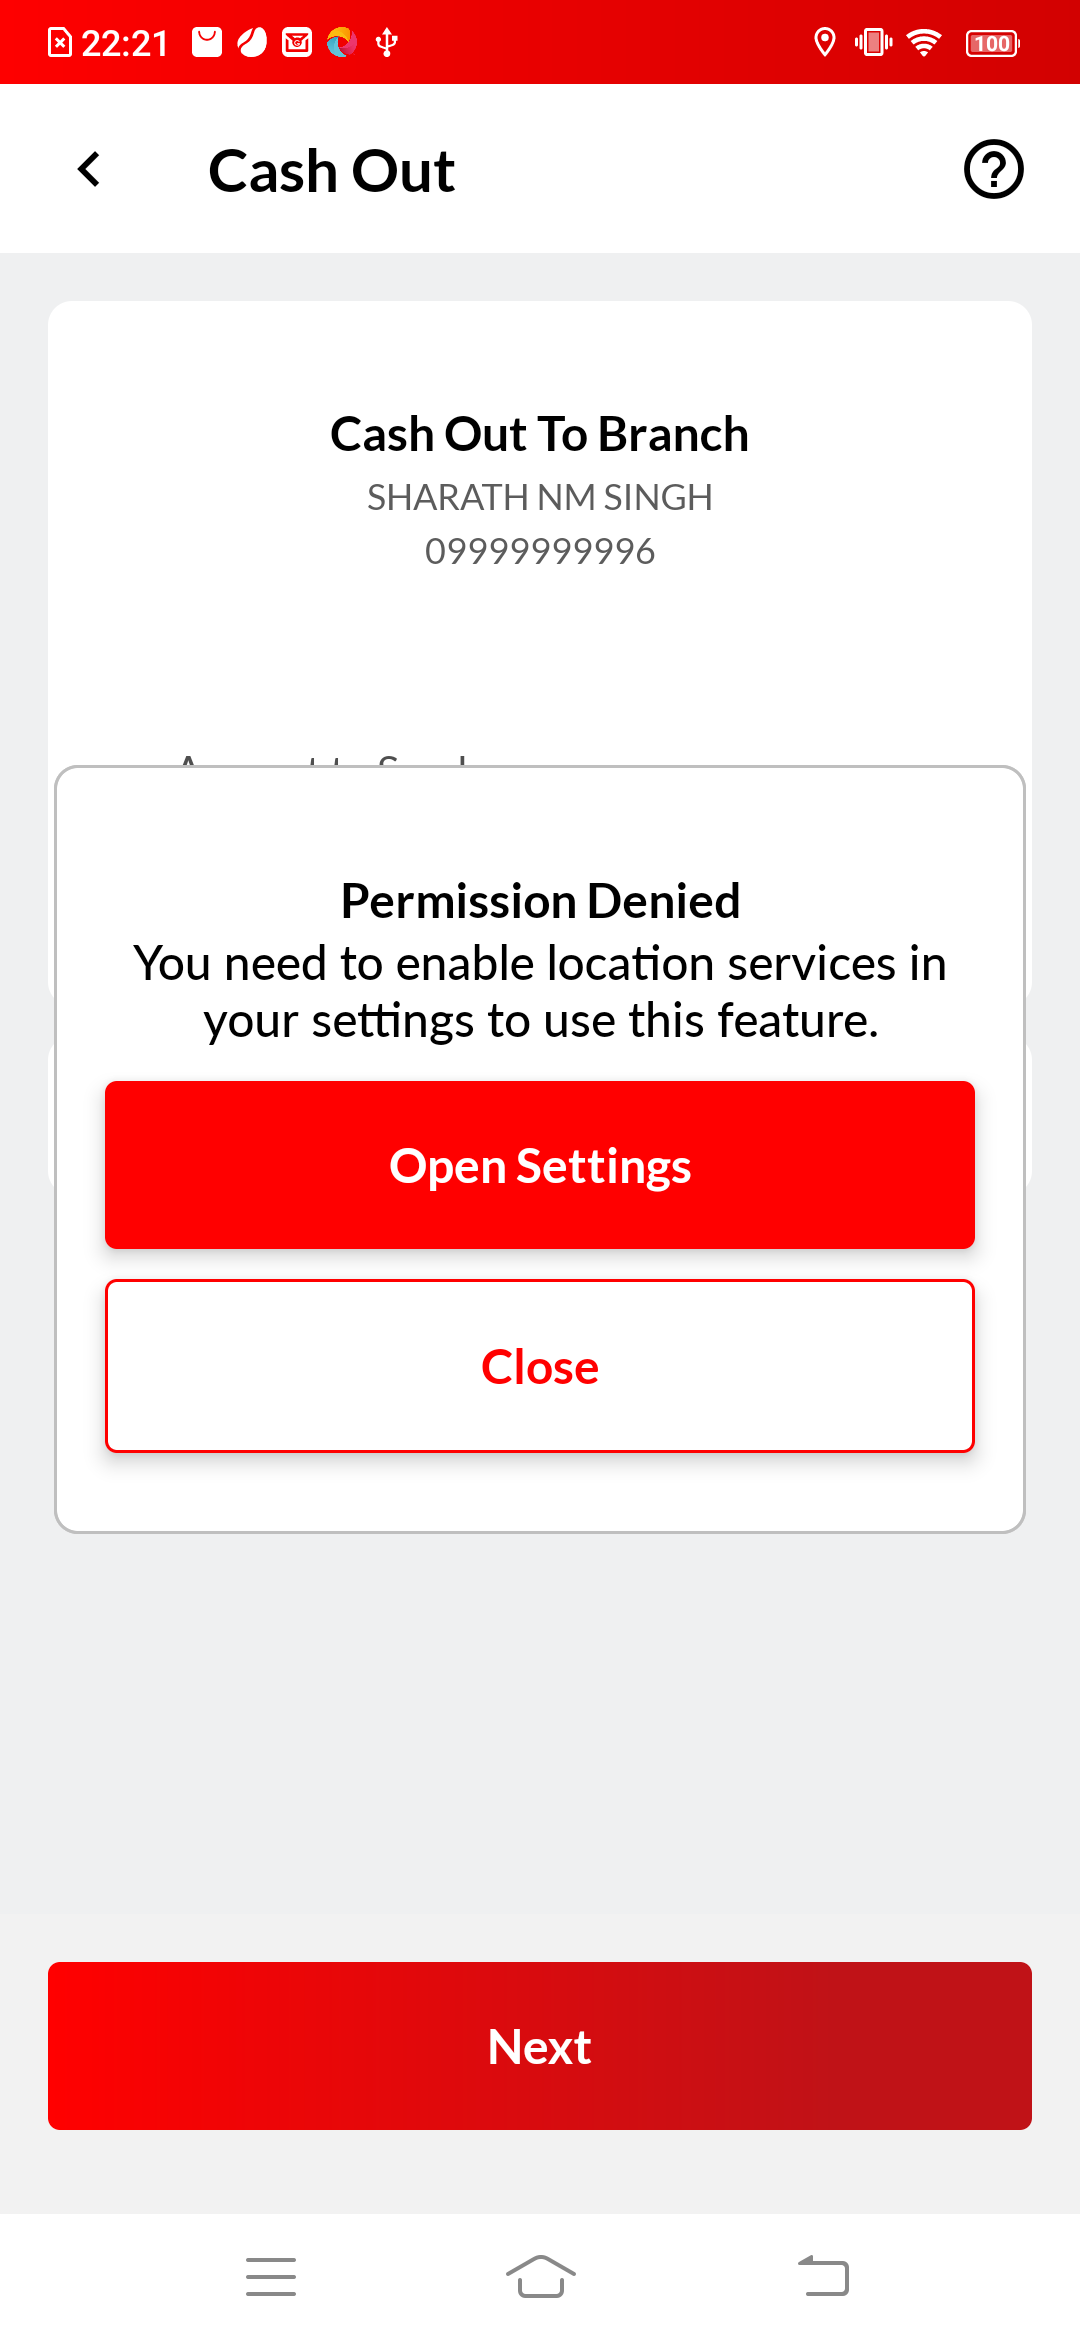 22:21
100
Cash Out
Cash Out To Branch
SHARATH NM SINGH
09999999996
Permission Denied
You need to enable location services in
your settings to use this feature.
Open Settings
Close
Next